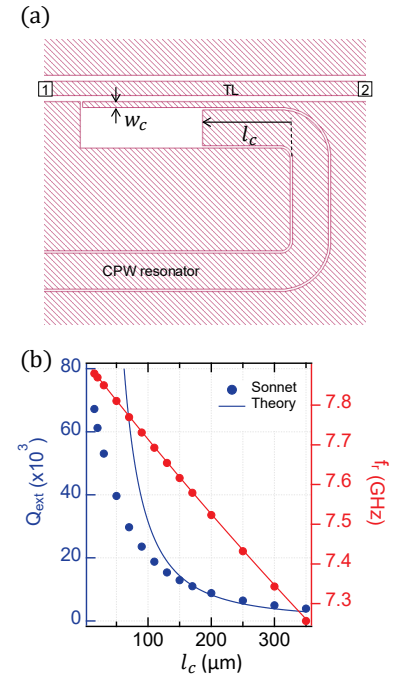 (a)
1
TL
2
w_c
l_c
CPW resonator
(b)
80
60
40
20
0
Q_ext (x10^3)
Sonnet
Theory
7.8
7.7
7.6
7.5
7.4
7.3
f_r (GHz)
100
200
300
l_c (μm)